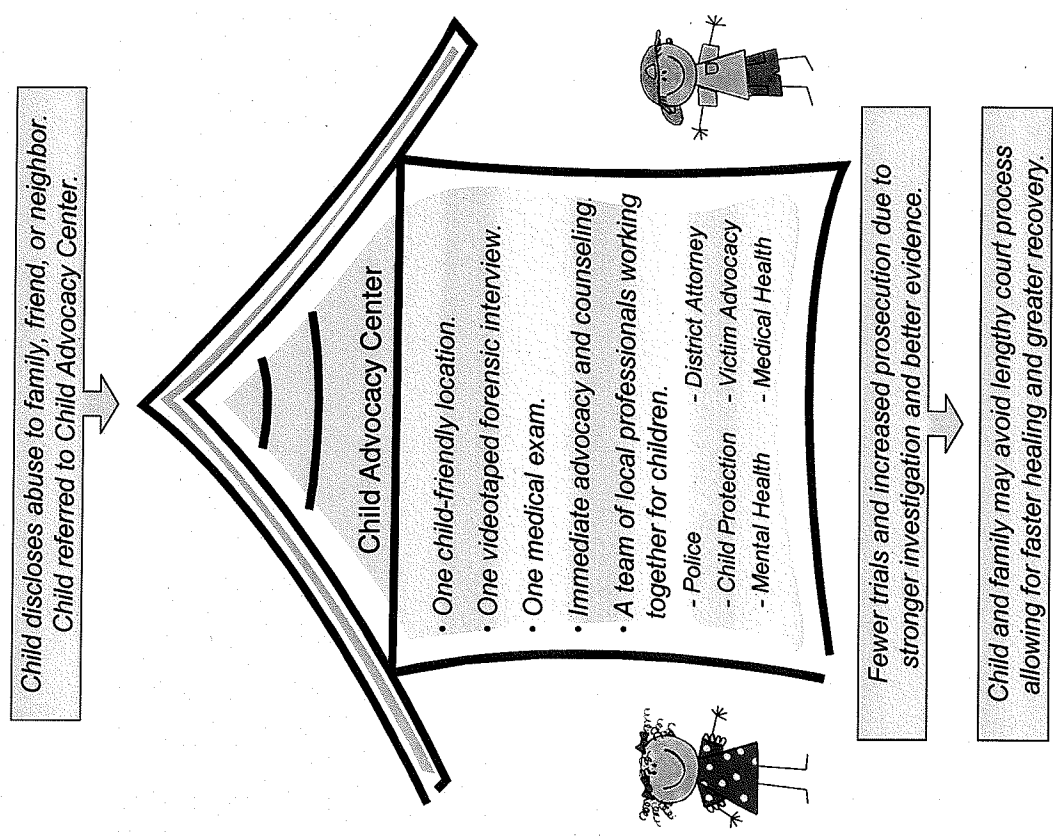 Child discloses abuse to family, friend, or neighbor.
Child referred to Child Advocacy Center.
Child Advocacy Center
• One child-friendly location.
• One videotaped forensic interview.
• One medical exam.
• Immediate advocacy and counseling.
• A team of local professionals working
together for children.
- Police - District Attorney
- Child Protection - Victim Advocacy
- Mental Health - Medical Health
Fewer trials and increased prosecution due to
stronger investigation and better evidence.
Child and family may avoid lengthy court process
allowing for faster healing and greater recovery.